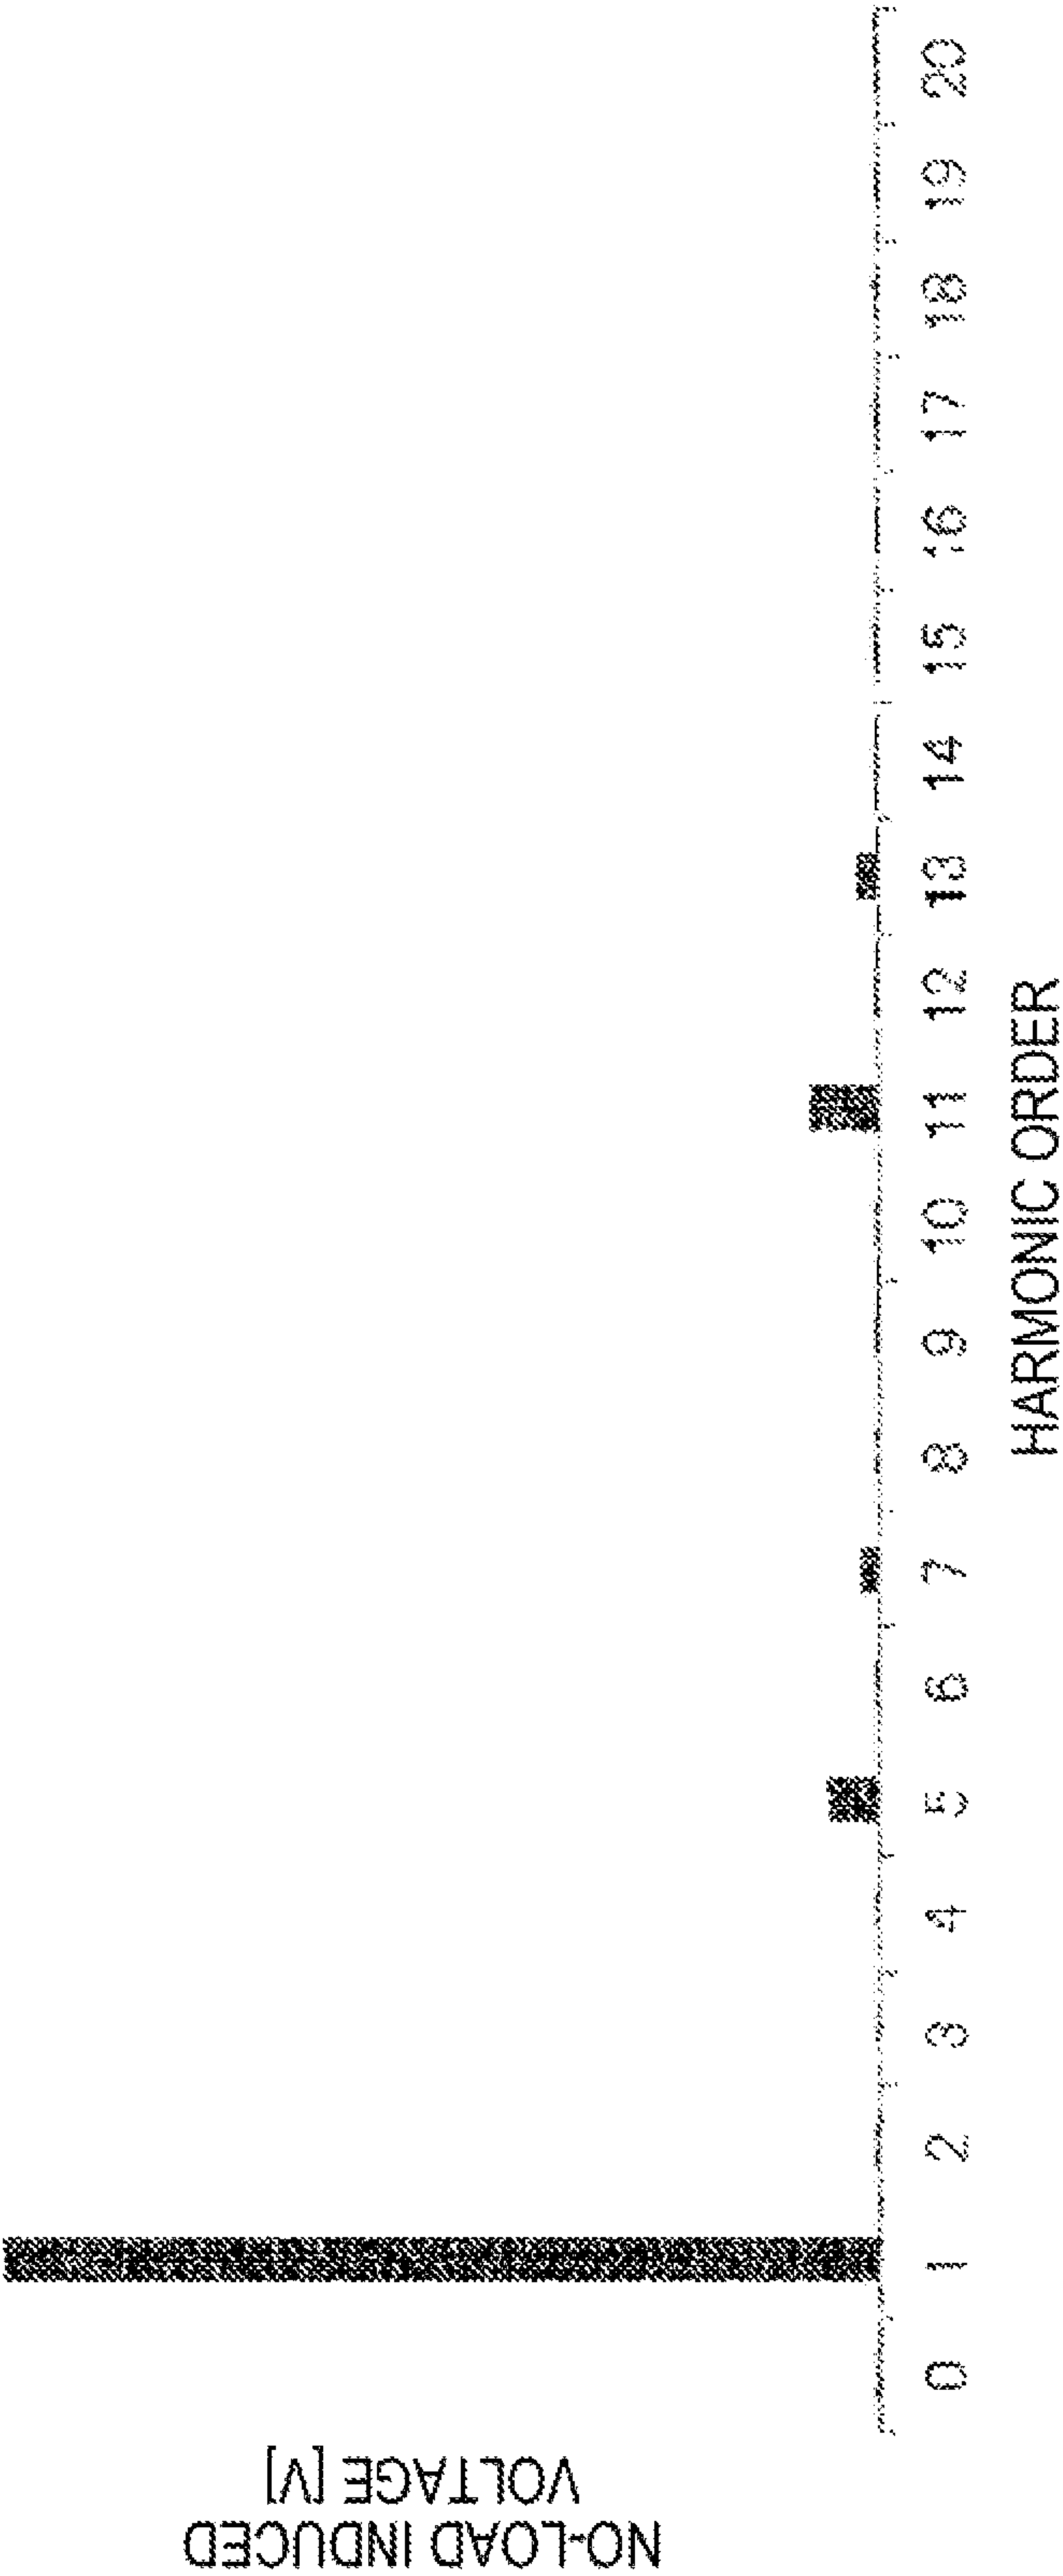 NO-LOAD INDUCED
VOLTAGE [V]
0 1 2 3 4 5 6 7 8 9 10 11 12 13 14 15 16 17 18 19 20
HARMONIC ORDER